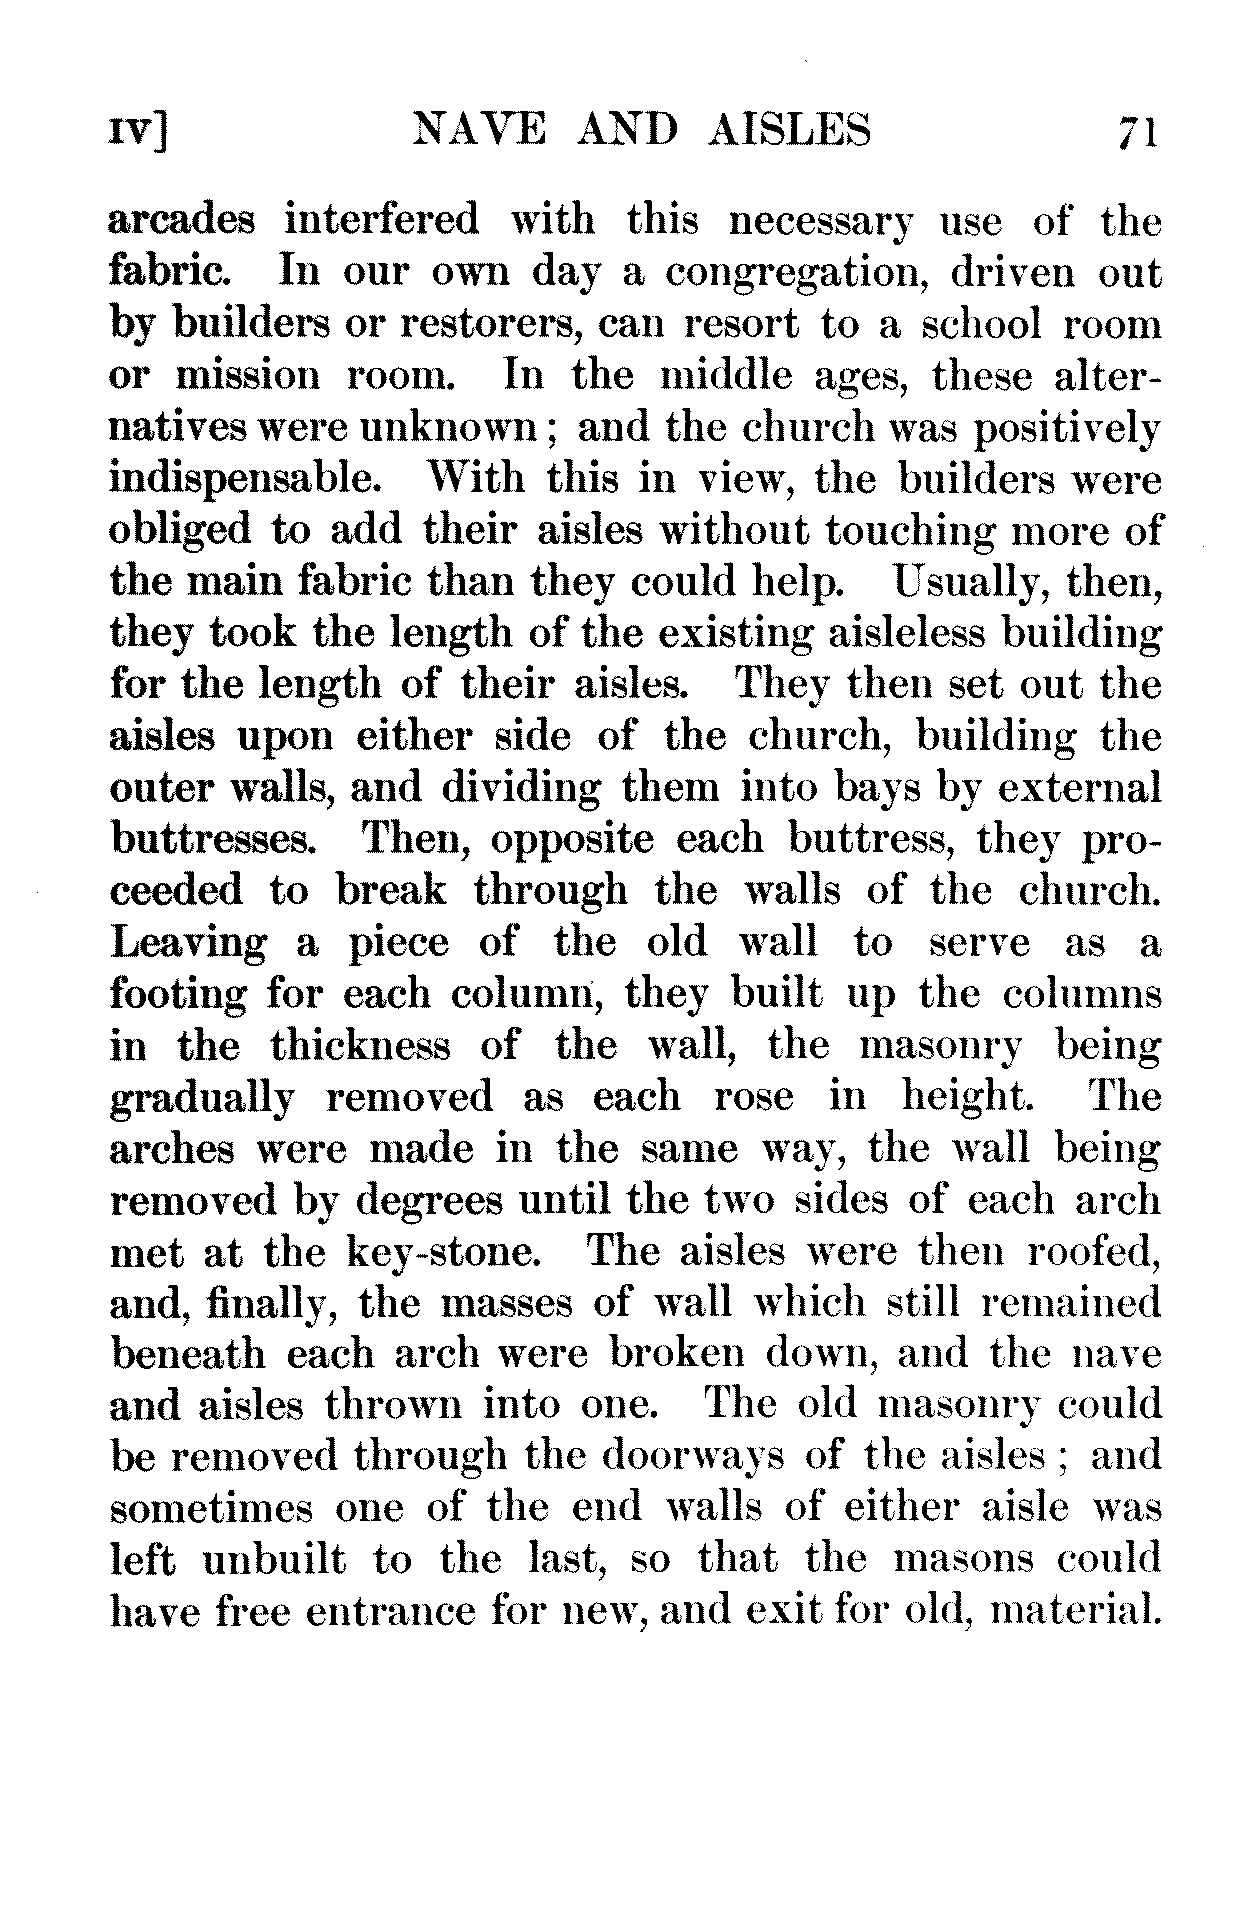 IV] NAVE AND AISLES 71
arcades interfered with this necessary use of the
fabric. In our own day a congregation, driven out
by builders or restorers, can resort to a school room
or mission room. In the middle ages, these alter-
natives were unknown; and the church was positively
indispensable. With this in view, the builders were
obliged to add their aisles without touching more of
the main fabric than they could help. Usually, then,
they took the length of the existing aisleless building
for the length of their aisles. They then set out the
aisles upon either side of the church, building the
outer walls, and dividing them into bays by external
buttresses. Then, opposite each buttress, they pro-
ceeded to break through the walls of the church.
Leaving a piece of the old wall to serve as a
footing for each column, they built up the columns
in the thickness of the wall, the masonry being
gradually removed as each rose in height. The
arches were made in the same way, the wall being
removed by degrees until the two sides of each arch
met at the key-stone. The aisles were then roofed,
and, finally, the masses of wall which still remained
beneath each arch were broken down, and the nave
and aisles thrown into one. The old masonry could
be removed through the doorways of the aisles; and
sometimes one of the end walls of either aisle was
left unbuilt to the last, so that the masons could
have free entrance for new, and exit for old, material.